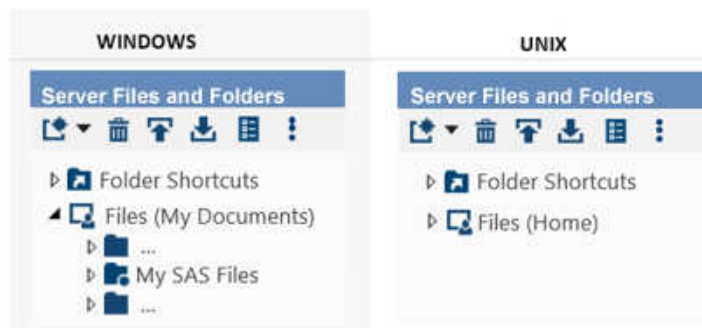 WINDOWS
Server Files and Folders
Folder Shortcuts
Files (My Documents)
...
My SAS Files
...
UNIX
Server Files and Folders
Folder Shortcuts
Files (Home)